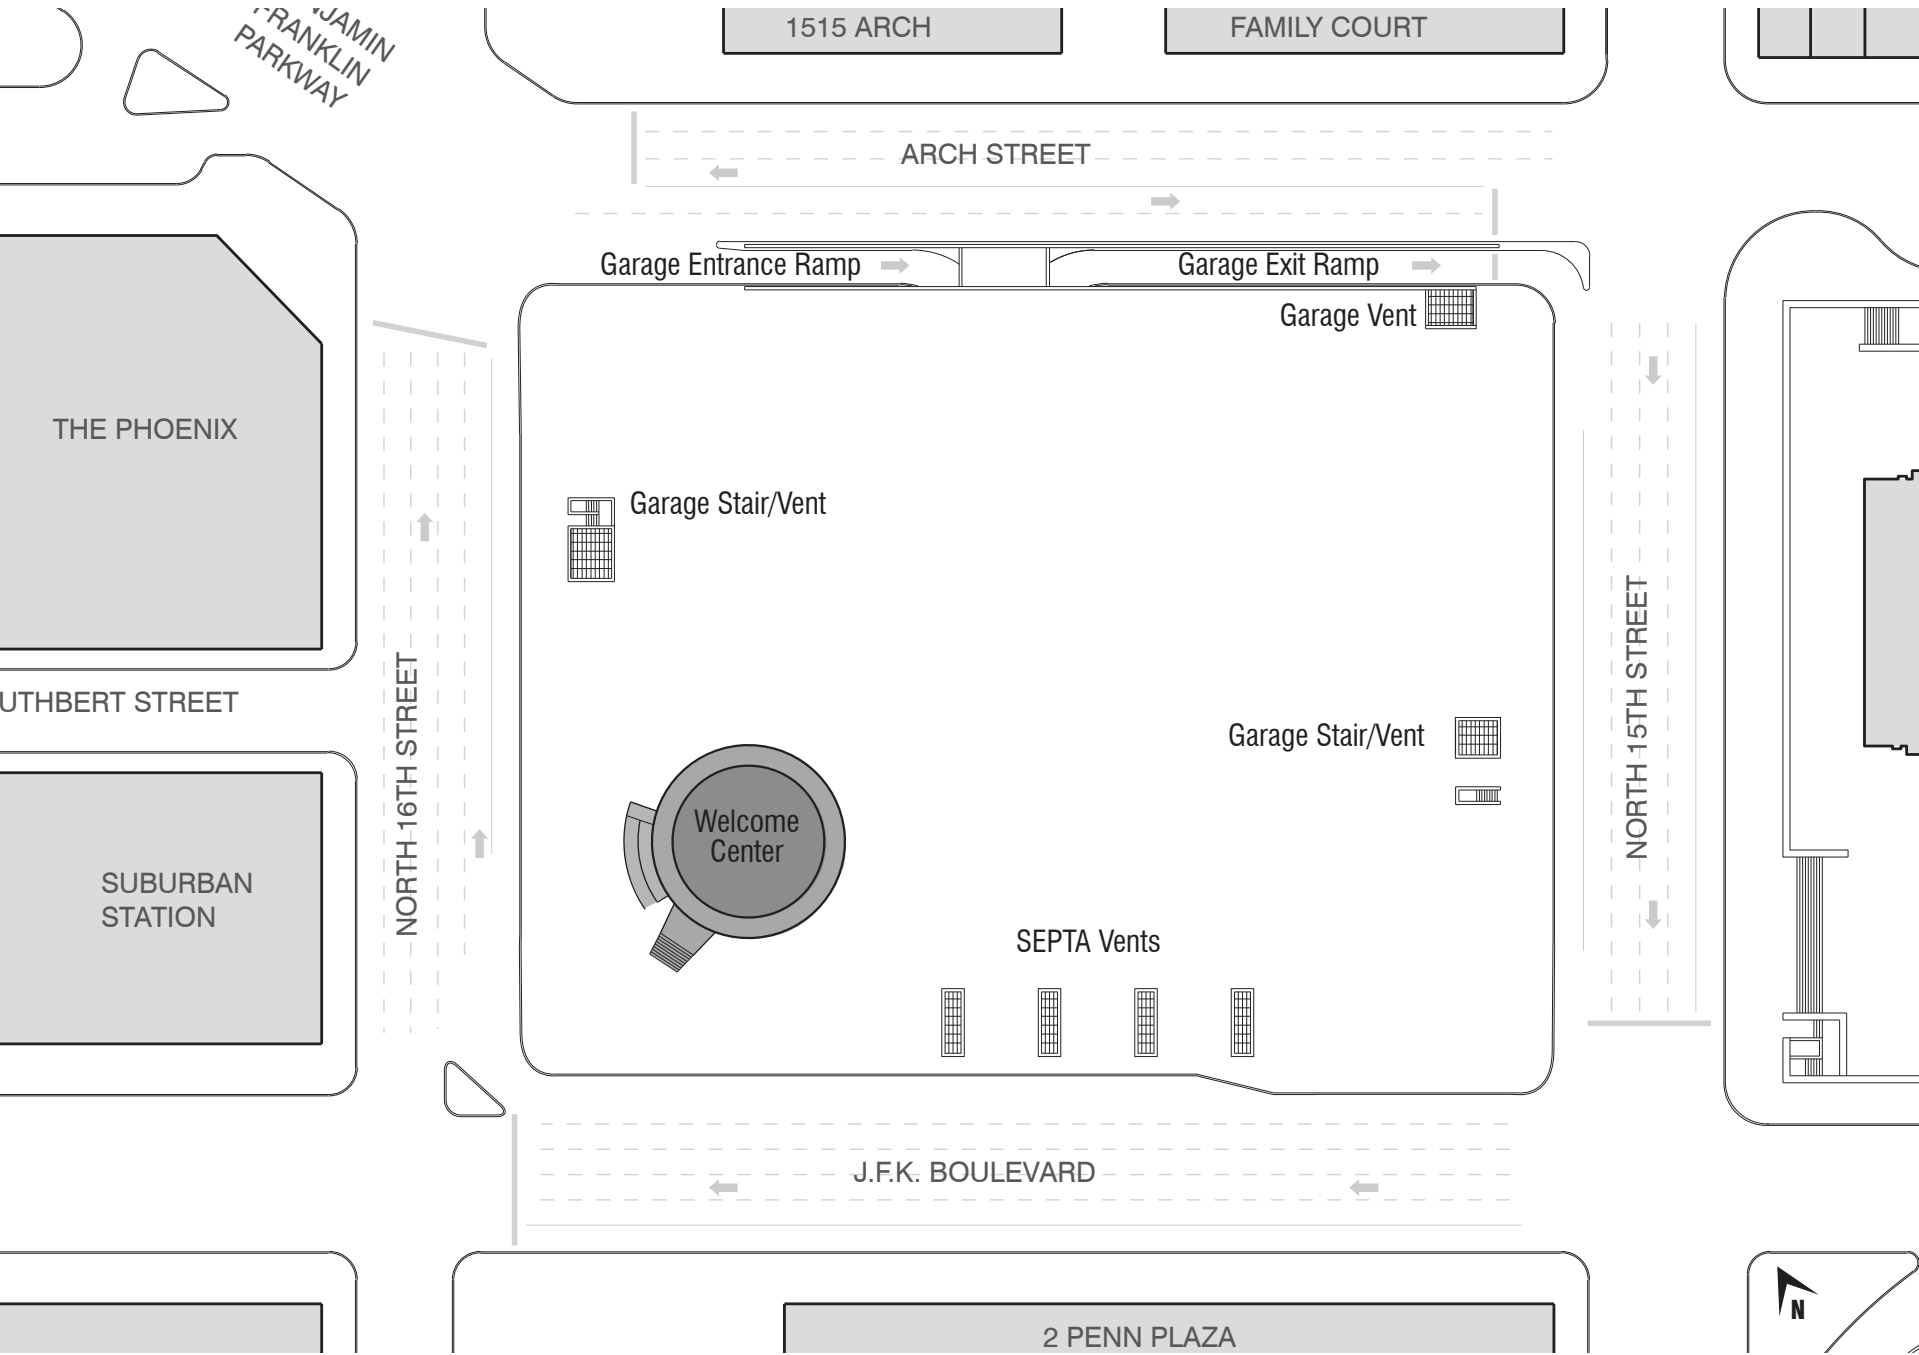 FRANKLIN
PARKWAY
1515 ARCH
FAMILY COURT
ARCH STREET
Garage Entrance Ramp
Garage Exit Ramp
Garage Vent
THE PHOENIX
Garage Stair/Vent
NORTH 16TH STREET
NORTH 15TH STREET
UTHBERT STREET
Garage Stair/Vent
Welcome
Center
SUBURBAN
STATION
SEPTA Vents
J.F.K. BOULEVARD
N
2 PENN PLAZA